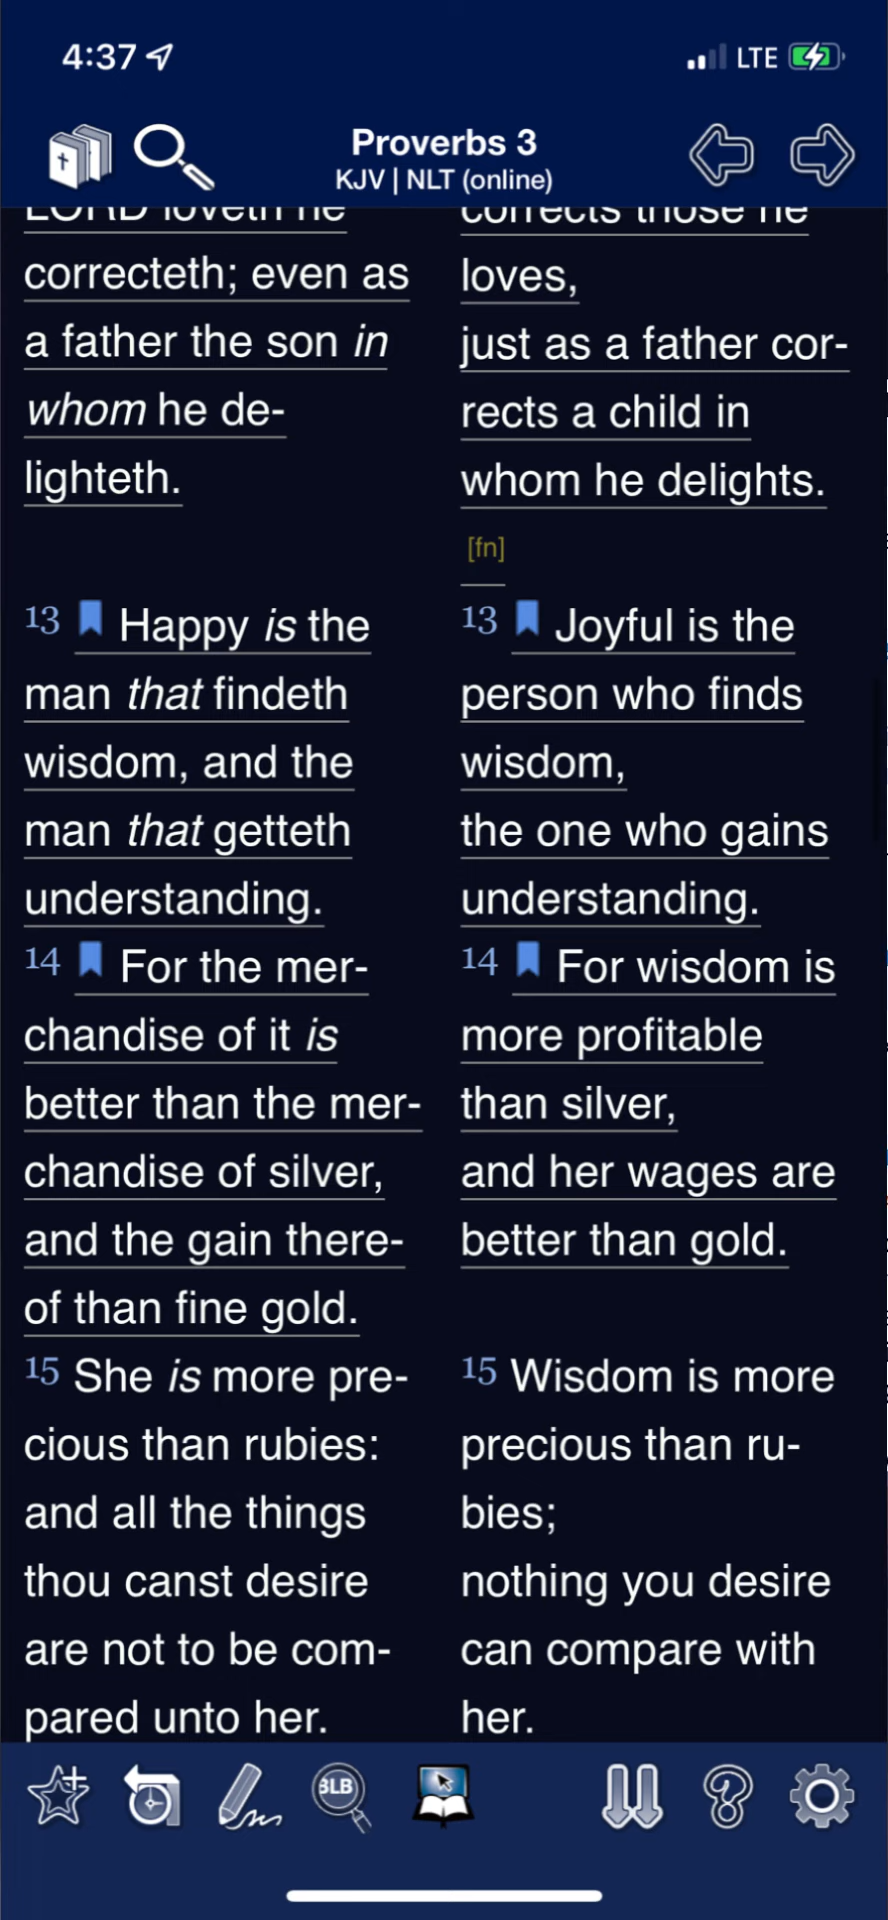 4:37
LTE
Proverbs 3
KJV | NLT (online)
LORD loveth he
correcteth; even as
a father the son in
whom he de-
lighteth.
13 Happy is the
man that findeth
wisdom, and the
man that getteth
understanding.
14 For the mer-
chandise of it is
better than the mer-
chandise of silver,
and the gain there-
of than fine gold.
15 She is more pre-
cious than rubies:
and all the things
thou canst desire
are not to be com-
pared unto her.
corrects those he
loves,
just as a father cor-
rects a child in
whom he delights.
[fn]
13 Joyful is the
person who finds
wisdom,
the one who gains
understanding.
14 For wisdom is
more profitable
than silver,
and her wages are
better than gold.
15 Wisdom is more
precious than ru-
bies;
nothing you desire
can compare with
her.
BLB